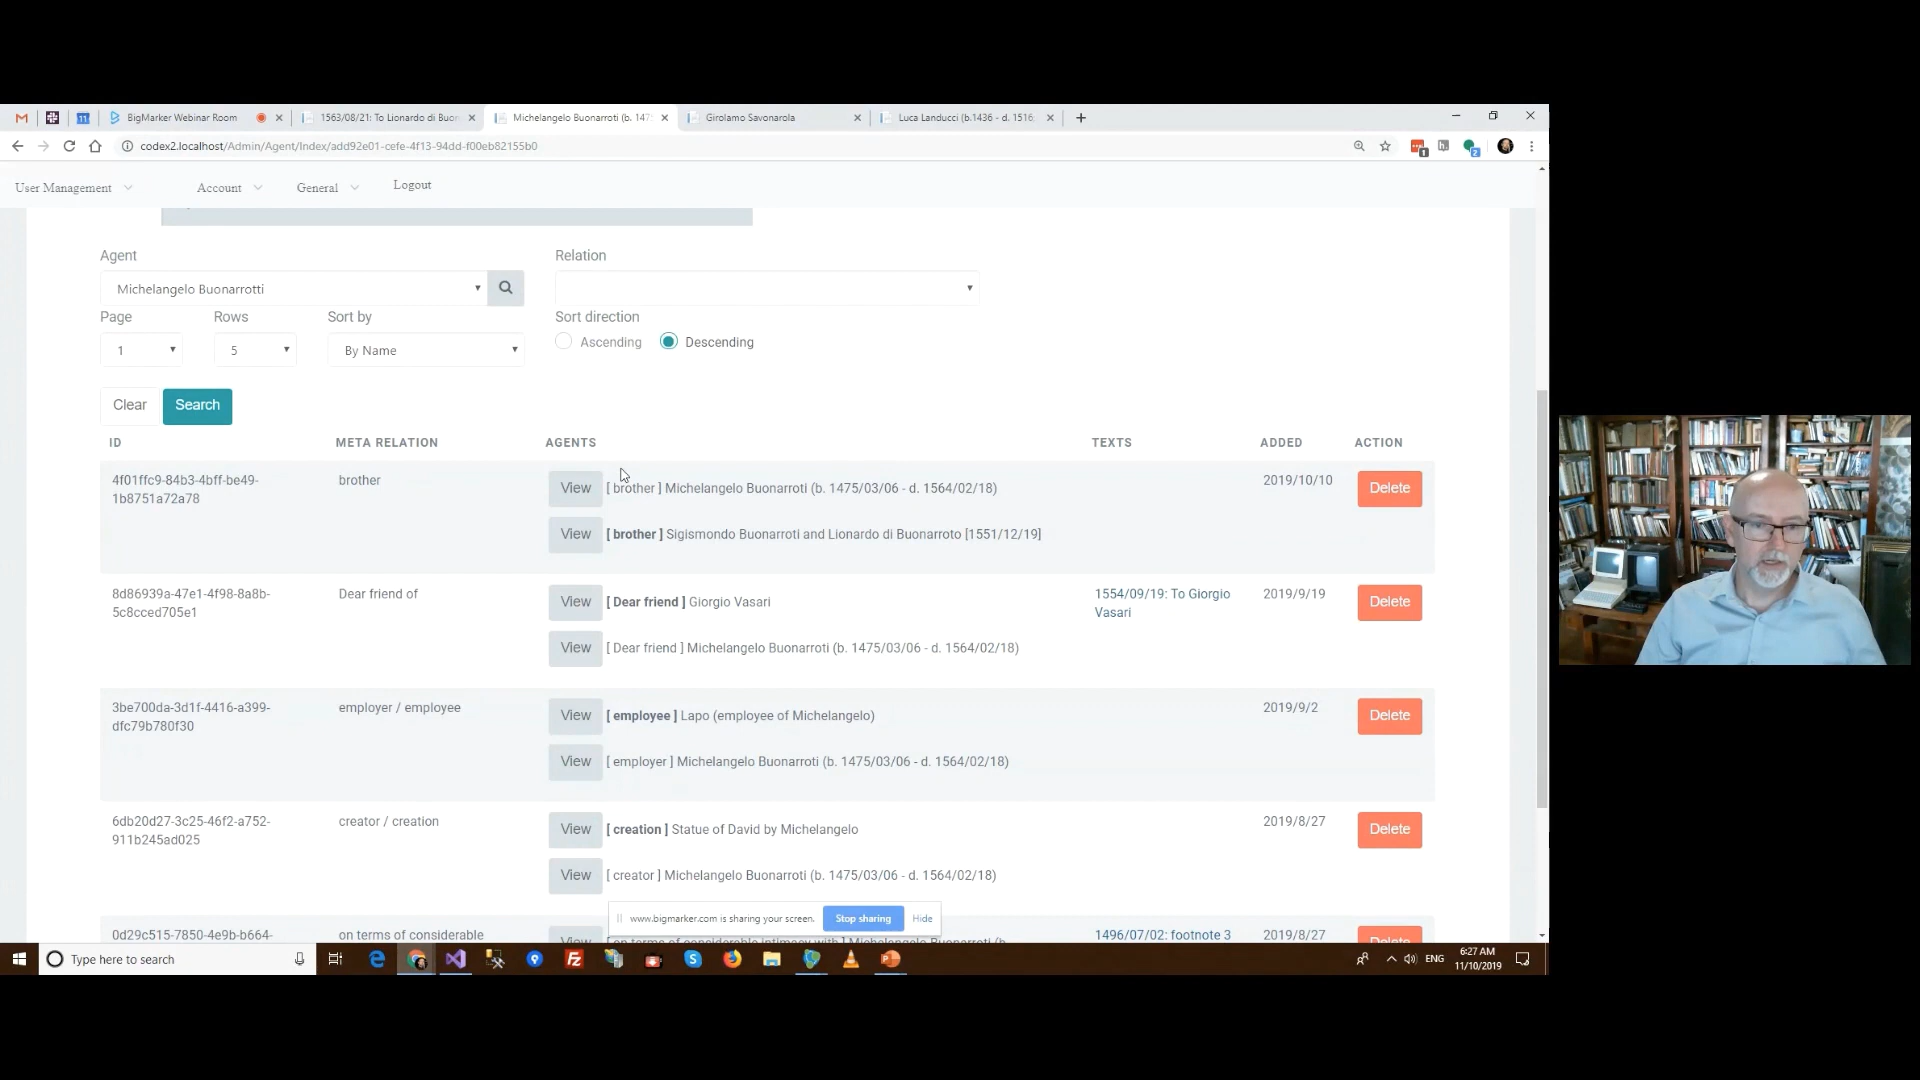 BigMarker Webinar Room
1563/08/21: To Lionardo di Buon
Michelangelo Buonarroti (b. 147
Girolamo Savonarola
Luca Landucci (b.1436 - d. 1516
codex2.localhost/Admin/Agent/Index/add92e01-cefe-4f13-94dd-f00eb82155b0
User Management
Account
General
Logout
Agent
Relation
Michelangelo Buonarrotti
Page
Rows
Sort by
Sort direction
1
5
By Name
Ascending
Descending
Clear
Search
ID
META RELATION
AGENTS
TEXTS
ADDED
ACTION
4f01ffc9-84b3-4bff-be49-
1b8751a72a78
brother
View [ brother ] Michelangelo Buonarroti (b. 1475/03/06 - d. 1564/02/18)
View [ brother ] Sigismondo Buonarroti and Lionardo di Buonarroto [1551/12/19]
2019/10/10
Delete
8d86939a-47e1-4f98-8a8b-
5c8cced705e1
Dear friend of
View [ Dear friend ] Giorgio Vasari
View [ Dear friend ] Michelangelo Buonarroti (b. 1475/03/06 - d. 1564/02/18)
1554/09/19: To Giorgio
Vasari
2019/9/19
Delete
3be700da-3d1f-4416-a399-
dfc79b780f30
employer / employee
View [ employee ] Lapo (employee of Michelangelo)
View [ employer ] Michelangelo Buonarroti (b. 1475/03/06 - d. 1564/02/18)
2019/9/2
Delete
6db20d27-3c25-46f2-a752-
911b245ad025
creator / creation
View [ creation ] Statue of David by Michelangelo
View [ creator ] Michelangelo Buonarroti (b. 1475/03/06 - d. 1564/02/18)
2019/8/27
Delete
0d29c515-7850-4e9b-b664-
on terms of considerable
View [ on terms of considerable intimacy with ] Michelangelo Buonarroti (b
1496/07/02: footnote 3
2019/8/27
Delete
www.bigmarker.com is sharing your screen.
Stop sharing
Hide
Type here to search
ENG
6:27 AM
11/10/2019